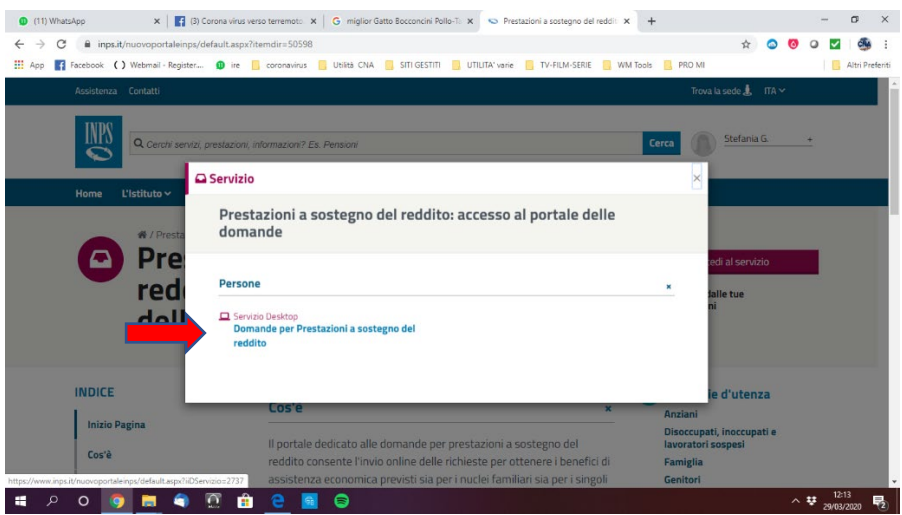 (11) WhatsApp
(3) Corona virus verso terremoto.
miglior Gatto Bocconcini Pollo-T
Prestazioni a sostegno del reddit
inps.it/nuovoportaleinps/default.aspx?itemdir=50598
App
Facebook
Webmail - Register...
ire
coronavirus
Utilità CNA
SITI GESTITI
UTILITA' varie
TV-FILM-SERIE
WM Tools
PRO MI
Altri Preferiti
Assistenza Contatti
Trova la sede ITA
INPS
Cerchi servizi, prestazioni, informazioni? Es. Pensioni
Cerca
Stefania G. +
Home L'Istituto
Servizio
×
Prestazioni a sostegno del reddito: accesso al portale delle
domande
/ Presta
Pre
red
dell
edi al servizio
dalle tue
ni
Persone
Servizio Desktop
Domande per Prestazioni a sostegno del
reddito
INDICE
Inizio Pagina
Cos'è
Cos'è
Il portale dedicato alle domande per prestazioni a sostegno del
reddito consente l'invio online delle richieste per ottenere i benefici di
assistenza economica previsti sia per i nuclei familiari sia per i singoli
ie d'utenza
Anziani
Disoccupati, inoccupati e
lavoratori sospesi
Famiglia
Genitori
https://www.inps.it/nuovoportaleinps/default.aspx?iIDServizio=2737
12:13
29/03/2020
2